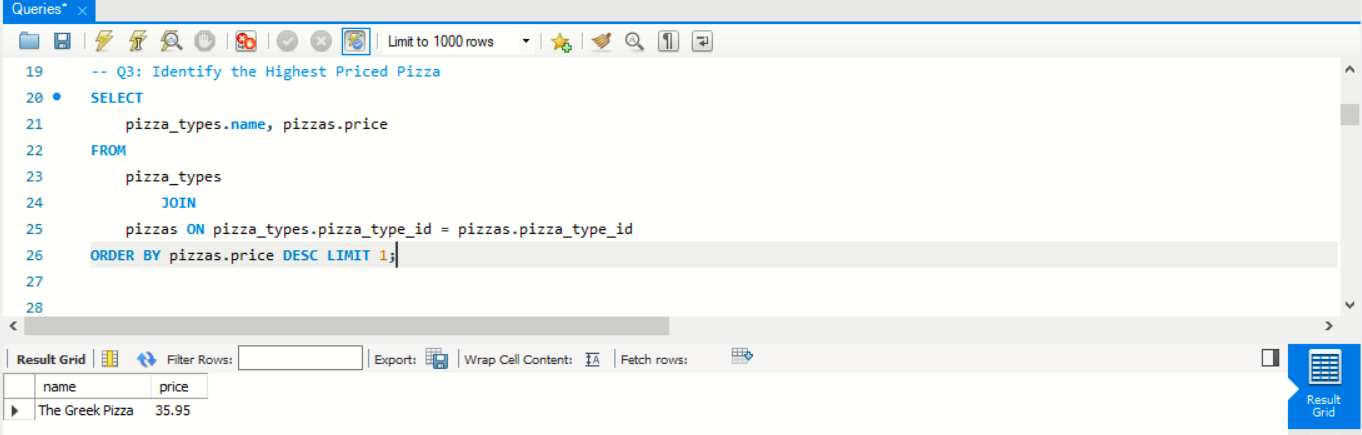 Queries*
Limit to 1000 rows
19 -- Q3: Identify the Highest Priced Pizza
20 SELECT
21 pizza_types.name, pizzas.price
22 FROM
23 pizza_types
24 JOIN
25 pizzas ON pizza_types.pizza_type_id = pizzas.pizza_type_id
26 ORDER BY pizzas.price DESC LIMIT 1;
27
28
Result Grid Filter Rows: Export: Wrap Cell Content: Fetch rows:
name price
The Greek Pizza 35.95
Result
Grid